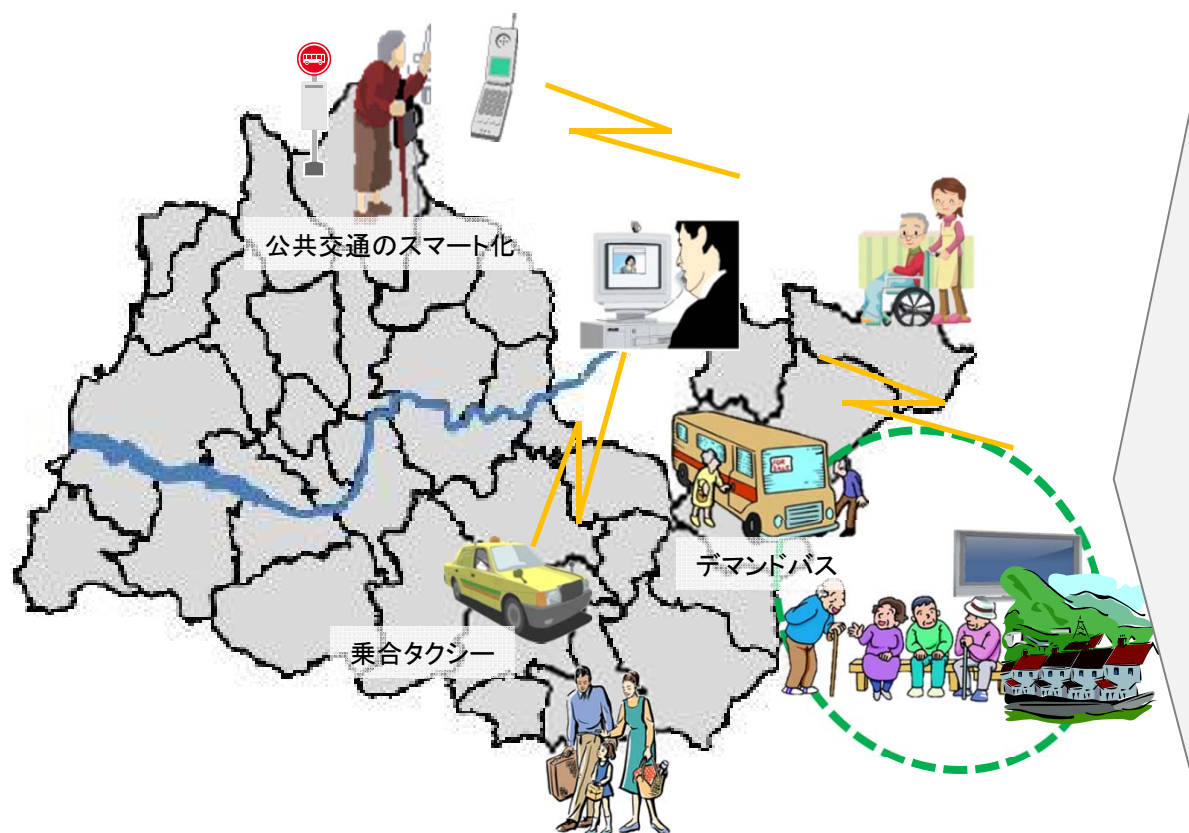 公共交通のスマート化
デマンドバス
乗合タクシー